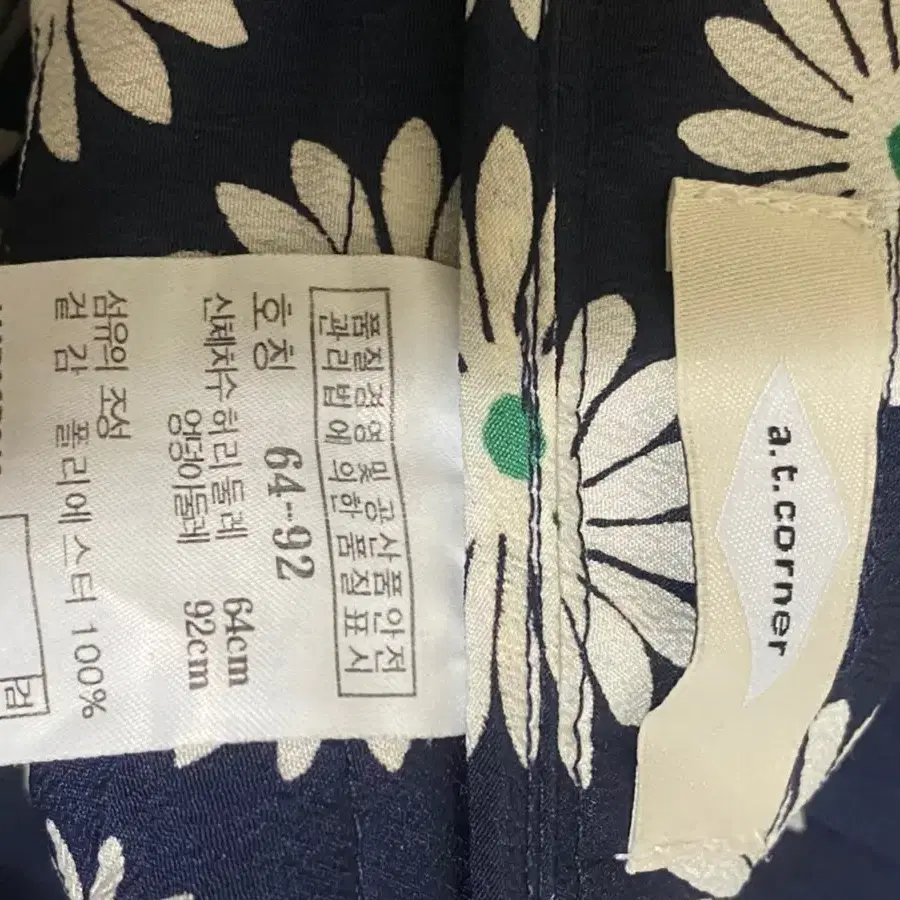 품질경영 및 공산품안전
관리법에 의한 품질표시
호칭 64-92
신체치수 허리둘레 64cm
엉덩이둘레 92cm
섬유의 조성
겉 감 폴리에스터 100%
검
a.t.corner